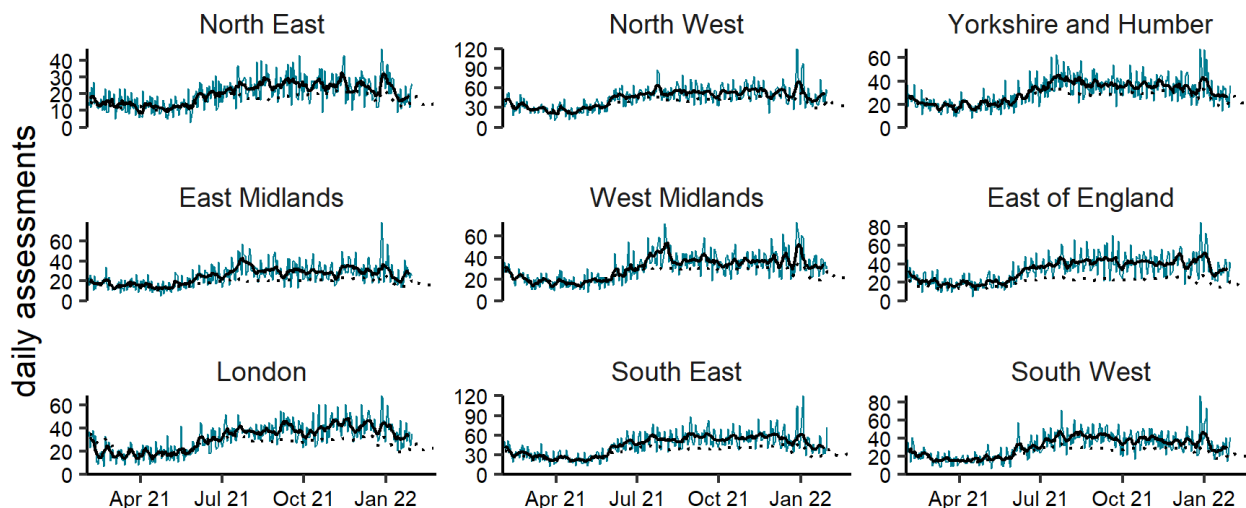 North East North West Yorkshire and Humber
40 30 20 10 0
120 90 60 30 0
60 40 20 0
daily assessments
East Midlands West Midlands East of England
60 40 20 0
60 40 20 0
80 60 40 20 0
London South East South West
60 40 20 0
120 90 60 30 0
80 60 40 20 0
Apr 21 Jul 21 Oct 21 Jan 22 Apr 21 Jul 21 Oct 21 Jan 22 Apr 21 Jul 21 Oct 21 Jan 22